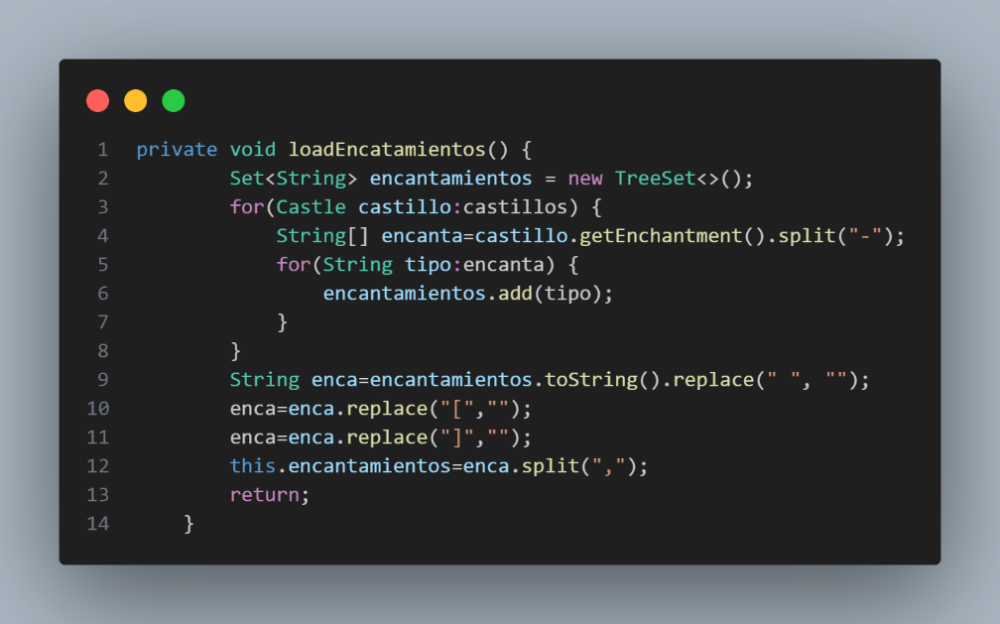 1 private void loadEncatamientos() {
2 Set<String> encantamientos = new TreeSet<>();
3 for(Castle castillo:castillos) {
4 String[] encanta=castillo.getEnchantment().split("-");
5 for(String tipo:encanta) {
6 encantamientos.add(tipo);
7 }
8 }
9 String enca=encantamientos.toString().replace(" ", "");
10 enca=enca.replace("[","");
11 enca=enca.replace("]","");
12 this.encantamientos=enca.split(",");
13 return;
14 }